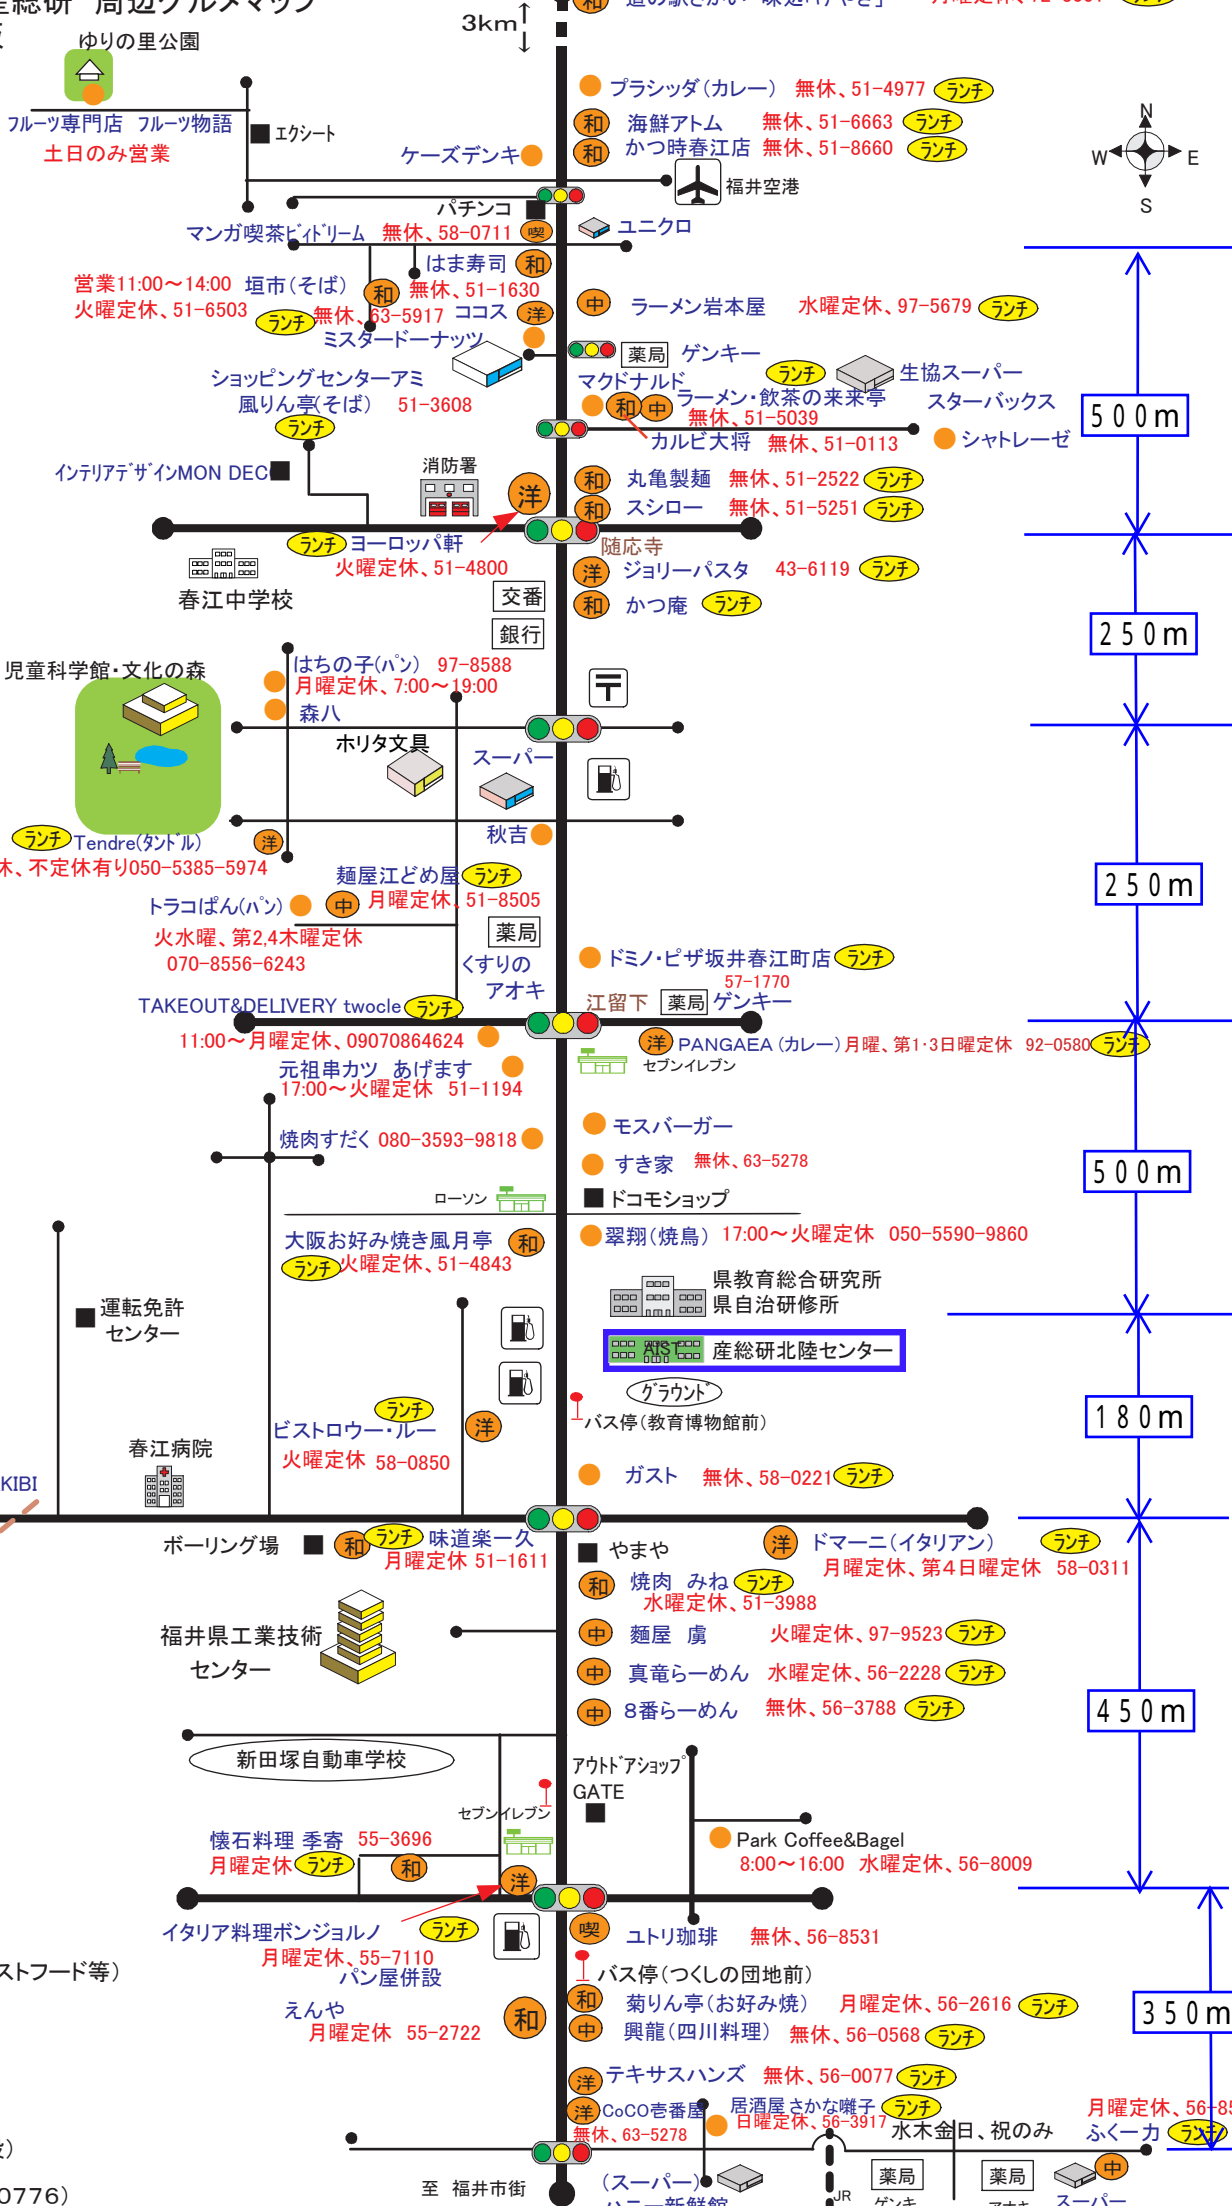 産総研 周辺グルメマップ
3km
ゆりの里公園
フルーツ専門店 フルーツ物語
土日のみ営業
エクシート
プラシッダ(カレー) 無休、51-4977 ランチ
和 海鮮アトム 無休、51-6663 ランチ
和 かつ時春江店 無休、51-8660 ランチ
ケーズデンキ
N
W E
S
福井空港
パチンコ
マンガ喫茶ビィドリーム 無休、58-0711 喫
ユニクロ
はま寿司 和
無休、51-1630
営業11:00～14:00 垣市(そば) 和
火曜定休、51-6503 ランチ
無休、63-5917 ココス 洋
ミスタードーナッツ
中 ラーメン岩本屋 水曜定休、97-5679 ランチ
薬局 ゲンキー
ショッピングセンターアミ
風りん亭(そば) 51-3608
ランチ
マクドナルド
ランチ
生協スーパー
和 中 ラーメン・飲茶の来来亭
無休、51-5039
スターバックス
カルビ大将 無休、51-0113
シャトレーゼ
500m
インテリアデザインMON DEC
消防署
洋
和 丸亀製麺 無休、51-2522 ランチ
和 スシロー 無休、51-5251 ランチ
ランチ ヨーロッパ軒
火曜定休、51-4800
随応寺
春江中学校
交番
銀行
洋 ジョリーパスタ 43-6119 ランチ
和 かつ庵 ランチ
250m
児童科学館・文化の森
はちの子(パン) 97-8588
月曜定休、7:00～19:00
森八
〒
ホリタ文具
スーパー
秋吉
ランチ Tendre(タンドル) 洋
休、不定休有り050-5385-5974
250m
麺屋江どめ屋 ランチ
中 月曜定休、51-8505
トラコぱん(パン)
火水曜、第2,4木曜定休
070-8556-6243
薬局
くすりの
アオキ
ドミノ・ピザ坂井春江町店 ランチ
57-1770
TAKEOUT&DELIVERY twocle ランチ
11:00～月曜定休、09070864624
江留下 薬局 ゲンキー
洋 PANGAEA (カレー) 月曜、第1・3日曜定休 92-0580 ランチ
セブンイレブン
元祖串カツ あげます
17:00～火曜定休 51-1194
焼肉すだく 080-3593-9818
モスバーガー
すき家 無休、63-5278
500m
ローソン
ドコモショップ
大阪お好み焼き風月亭 和
ランチ 火曜定休、51-4843
翠翔(焼鳥) 17:00～火曜定休 050-5590-9860
県教育総合研究所
県自治研修所
運転免許
センター
AIST 産総研北陸センター
グラウンド
バス停(教育博物館前)
180m
ランチ
ビストロウー・ルー 洋
火曜定休 58-0850
春江病院
KIBI
ガスト 無休、58-0221 ランチ
ボーリング場
和 ランチ 味道楽一久
月曜定休 51-1611
やまや
洋 ドマーニ(イタリアン) ランチ
月曜定休、第4日曜定休 58-0311
和 焼肉 みね ランチ
水曜定休、51-3988
福井県工業技術
センター
中 麺屋 虜 火曜定休、97-9523 ランチ
中 真竜らーめん 水曜定休、56-2228 ランチ
中 8番らーめん 無休、56-3788 ランチ
450m
新田塚自動車学校
アウトドアショップ
GATE
セブンイレブン
Park Coffee&Bagel
8:00～16:00 水曜定休、56-8009
懐石料理 季寄 55-3696
月曜定休 ランチ 和
洋
イタリア料理ボンジョルノ ランチ
月曜定休、55-7110
パン屋併設
喫 ユトリ珈琲 無休、56-8531
バス停(つくしの団地前)
ストフード等)
えんや 和
月曜定休 55-2722
和 菊りん亭(お好み焼) 月曜定休、56-2616 ランチ
中 興龍(四川料理) 無休、56-0568 ランチ
350m
洋 テキサスハンズ 無休、56-0077 ランチ
洋 CoCO壱番屋
無休、63-5278
居酒屋 さかな囃子 ランチ
日曜定休、56-3917
水木金日、祝のみ
月曜定休、56-85
ふくー力 ランチ
中
至 福井市街
(スーパー)
ハニー新鮮館
JR
薬局
ゲンキ
薬局
アオキ
スーパー
0776)